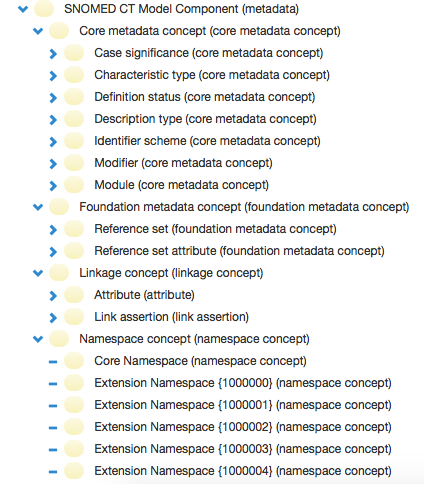 SNOMED CT Model Component (metadata)
Core metadata concept (core metadata concept)
Case significance (core metadata concept)
Characteristic type (core metadata concept)
Definition status (core metadata concept)
Description type (core metadata concept)
Identifier scheme (core metadata concept)
Modifier (core metadata concept)
Module (core metadata concept)
Foundation metadata concept (foundation metadata concept)
Reference set (foundation metadata concept)
Reference set attribute (foundation metadata concept)
Linkage concept (linkage concept)
Attribute (attribute)
Link assertion (link assertion)
Namespace concept (namespace concept)
Core Namespace (namespace concept)
Extension Namespace {1000000} (namespace concept)
Extension Namespace {1000001} (namespace concept)
Extension Namespace {1000002} (namespace concept)
Extension Namespace {1000003} (namespace concept)
Extension Namespace {1000004} (namespace concept)